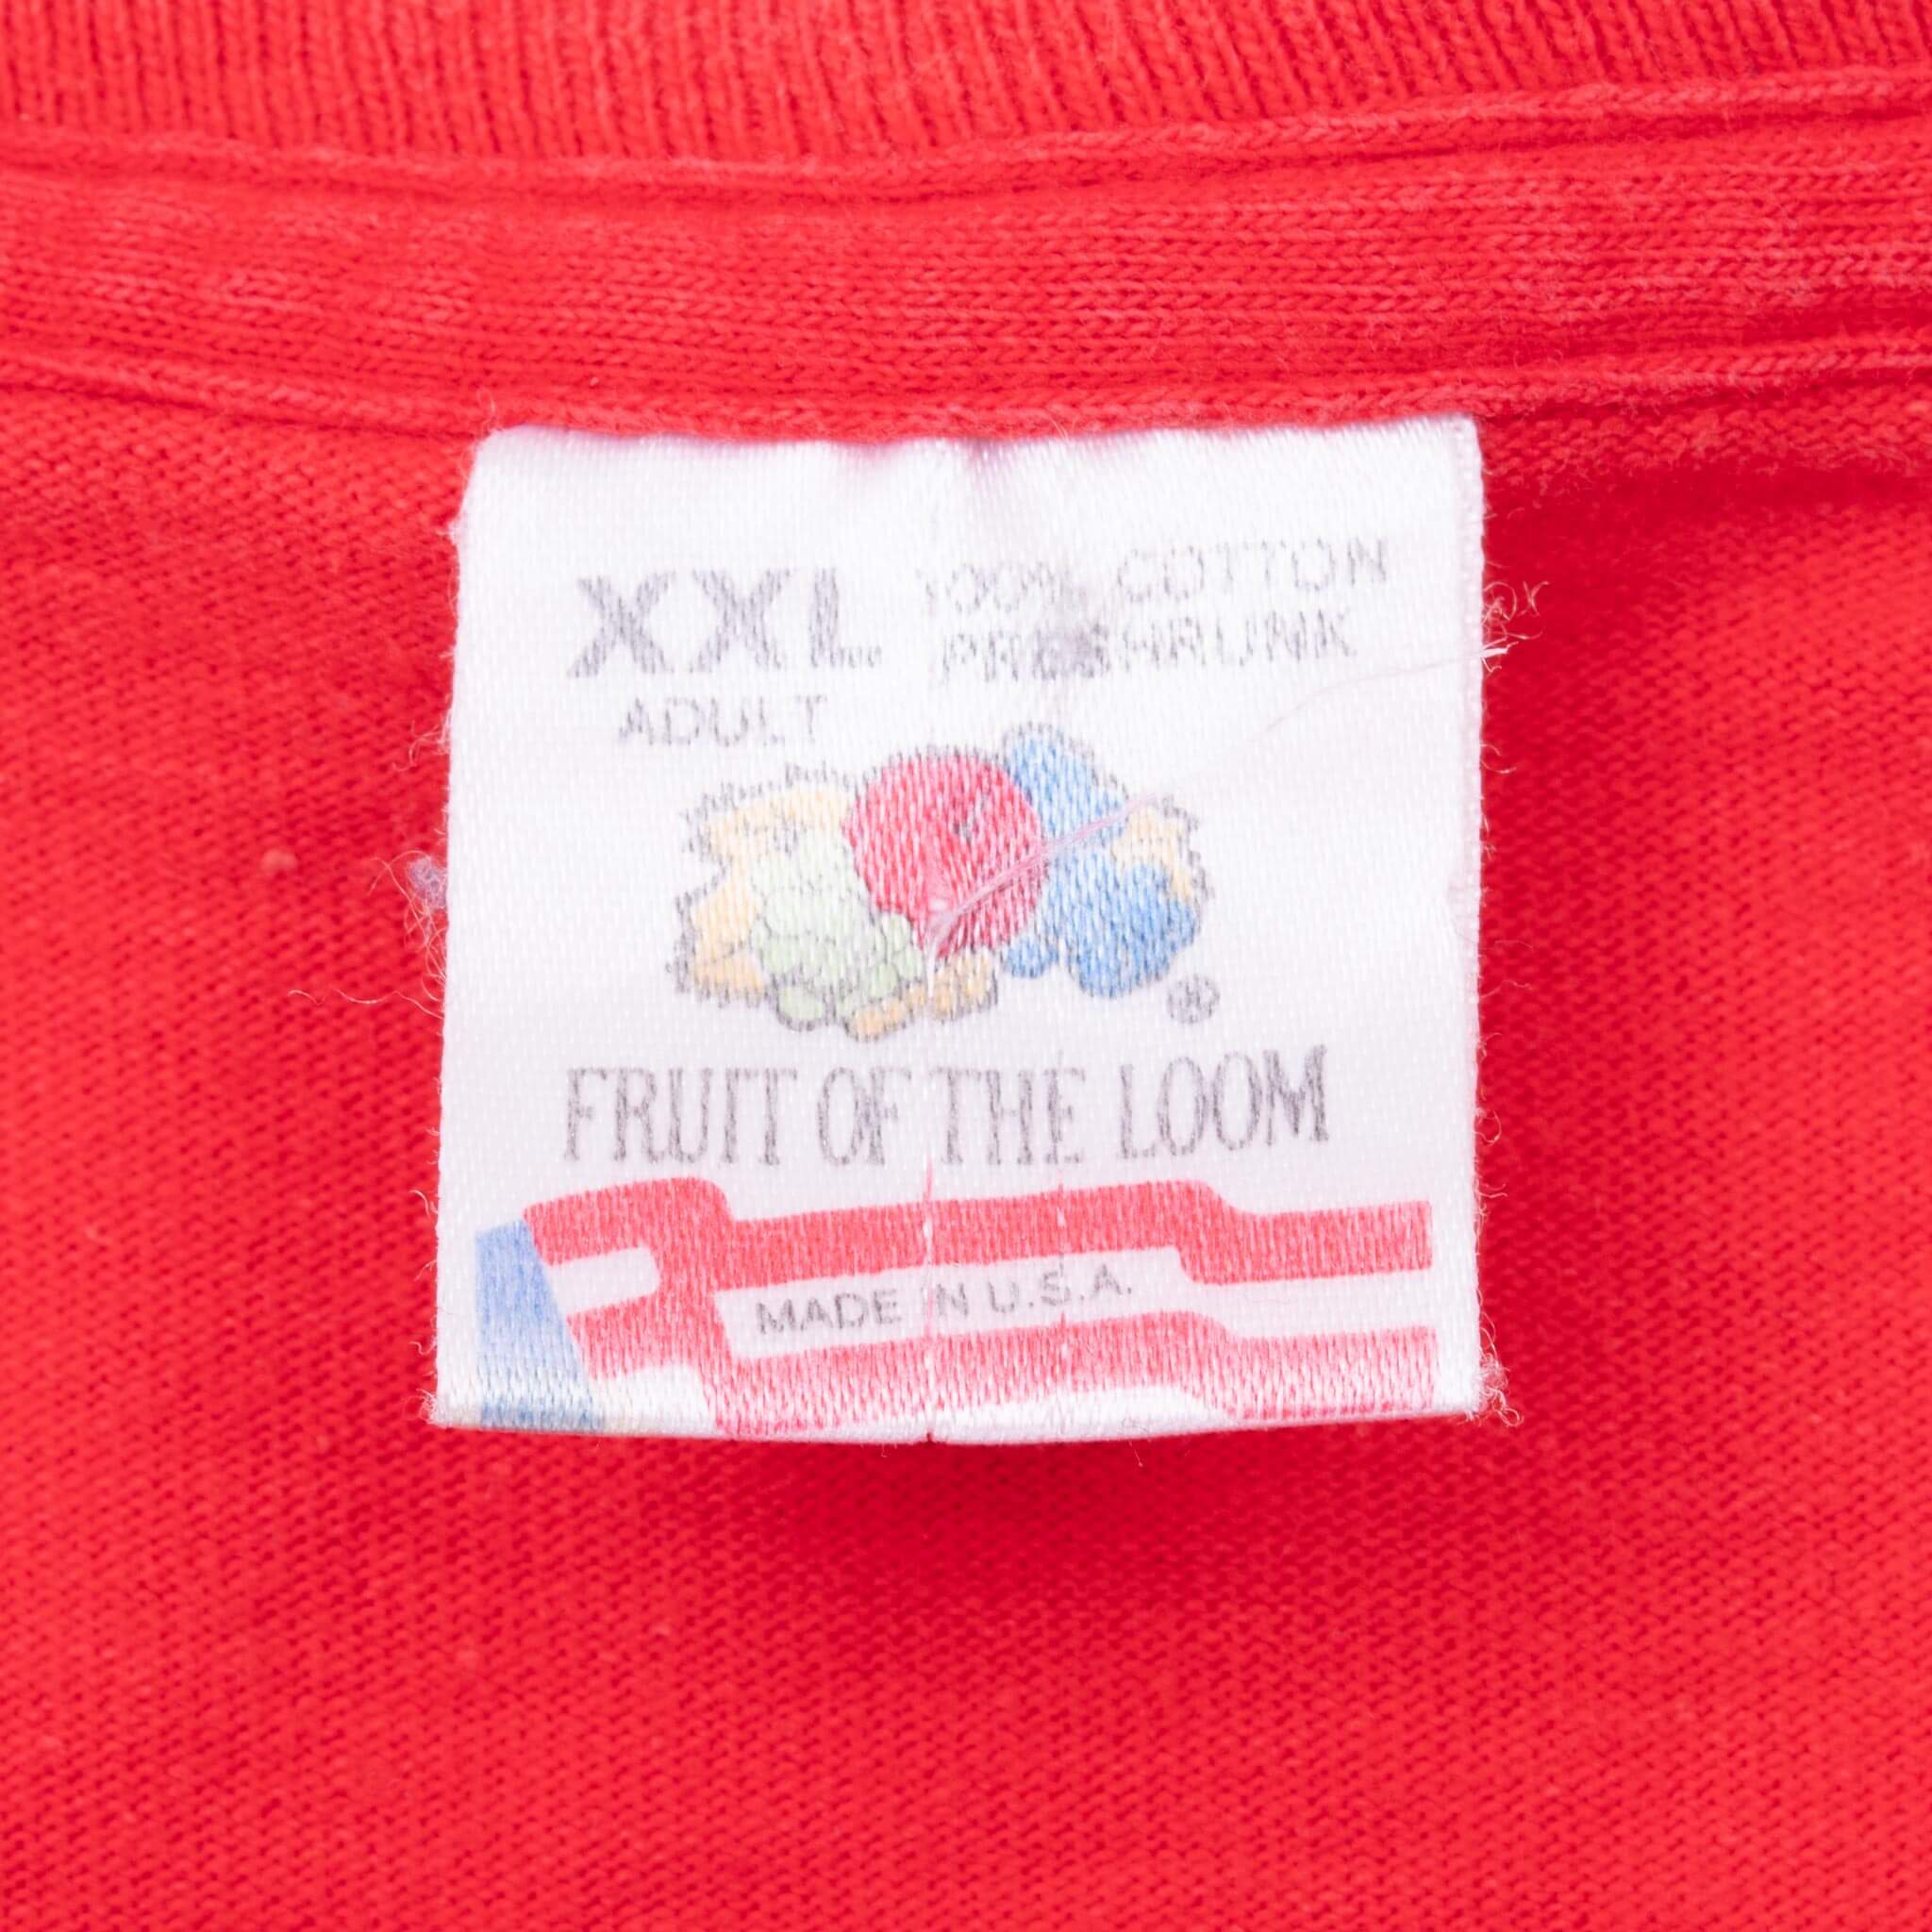 XXL 100% COTTON
ADULT PRESHRUNK
®
FRUIT OF THE LOOM
MADE IN U.S.A.